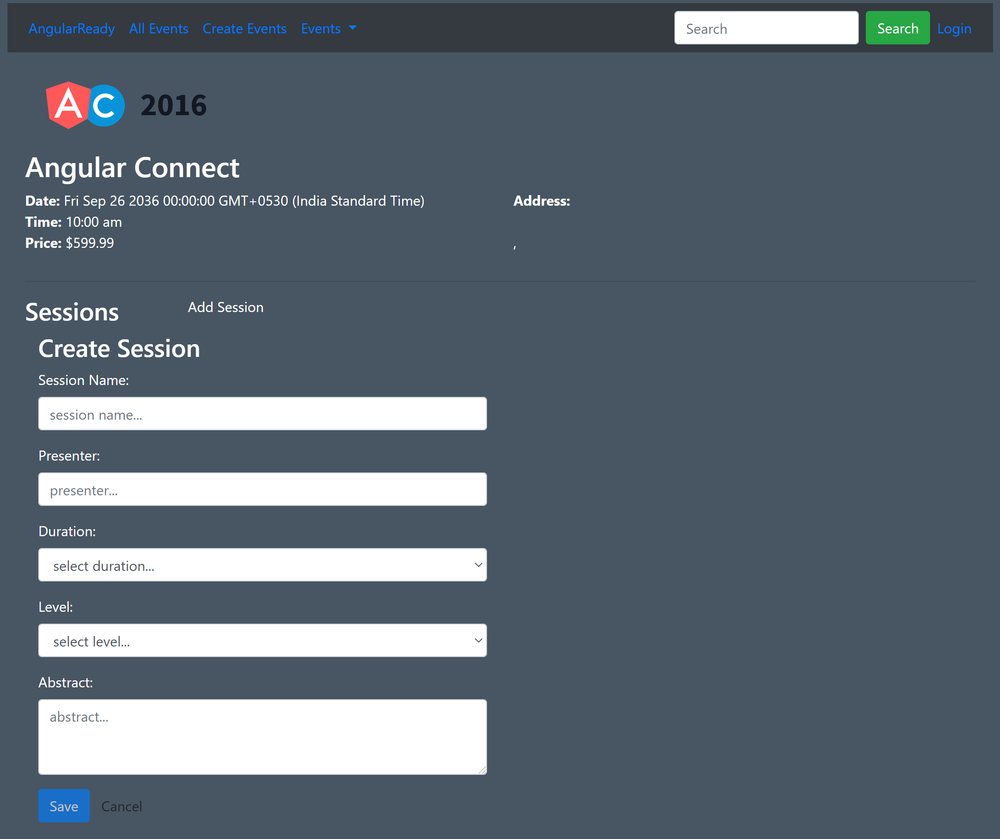 AngularReady All Events Create Events Events Search Search Login
AC 2016
Angular Connect
Date: Fri Sep 26 2036 00:00:00 GMT+0530 (India Standard Time) Address:
Time: 10:00 am
Price: $599.99 ,
Sessions Add Session
Create Session
Session Name:
session name...
Presenter:
presenter...
Duration:
select duration...
Level:
select level...
Abstract:
abstract...
Save Cancel